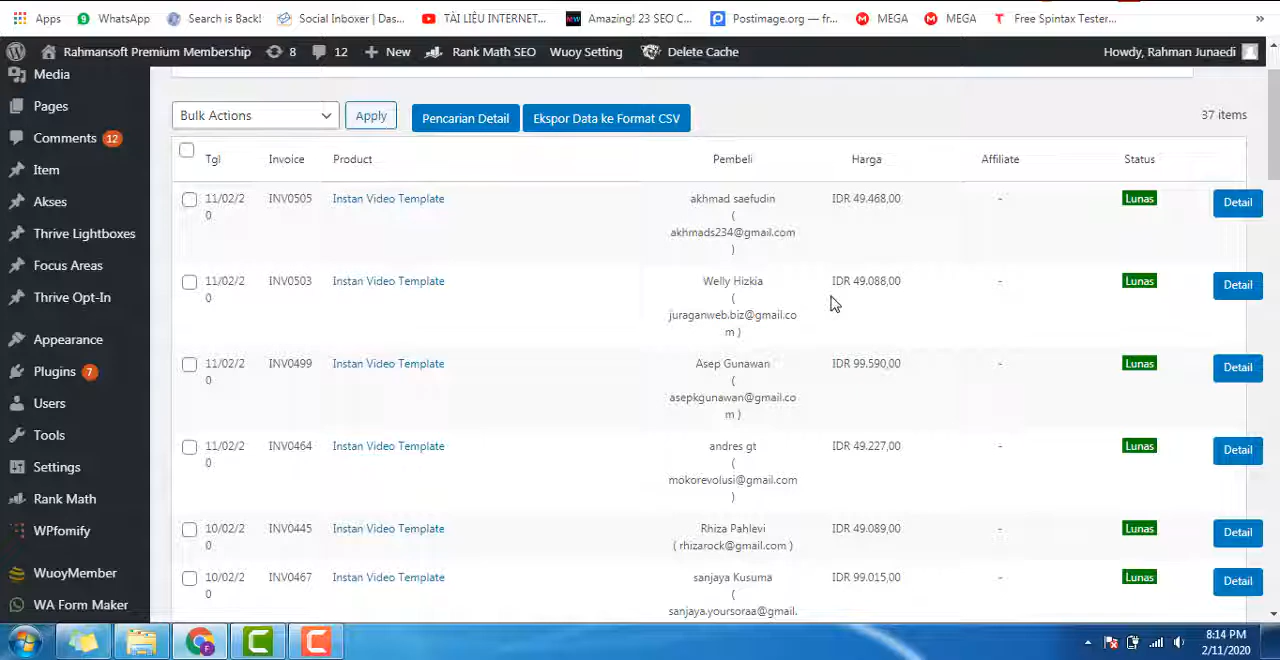 Apps WhatsApp Search is Back! Social Inboxer | Das... TÀI LIỆU INTERNET... Amazing! 23 SEO C... Postimage.org — fr... MEGA MEGA Free Spintax Tester... »
Rahmansoft Premium Membership 8 12 New Rank Math SEO Wuoy Setting Delete Cache Howdy, Rahman Junaedi
Media
Pages
Comments 12
Item
Akses
Thrive Lightboxes
Focus Areas
Thrive Opt-In
Appearance
Plugins 7
Users
Tools
Settings
Rank Math
WPfomify
WuoyMember
WA Form Maker
Bulk Actions Apply Pencarian Detail Ekspor Data ke Format CSV 37 items
Tgl Invoice Product Pembeli Harga Affiliate Status
11/02/2 INV0505 Instan Video Template akhmad saefudin IDR 49.468,00 - Lunas Detail
0 (
akhmads234@gmail.com
)
11/02/2 INV0503 Instan Video Template Welly Hizkia IDR 49.088,00 - Lunas Detail
0 (
juraganweb.biz@gmail.co
m )
11/02/2 INV0499 Instan Video Template Asep Gunawan IDR 99.590,00 - Lunas Detail
0 (
asepkgunawan@gmail.co
m )
11/02/2 INV0464 Instan Video Template andres gt IDR 49.227,00 - Lunas Detail
0 (
mokorevolusi@gmail.com
)
10/02/2 INV0445 Instan Video Template Rhiza Pahlevi IDR 49.089,00 - Lunas Detail
0 ( rhizarock@gmail.com )
10/02/2 INV0467 Instan Video Template sanjaya Kusuma IDR 99.015,00 - Lunas Detail
0 (
sanjaya.yoursoraa@gmail.
8:14 PM
2/11/2020